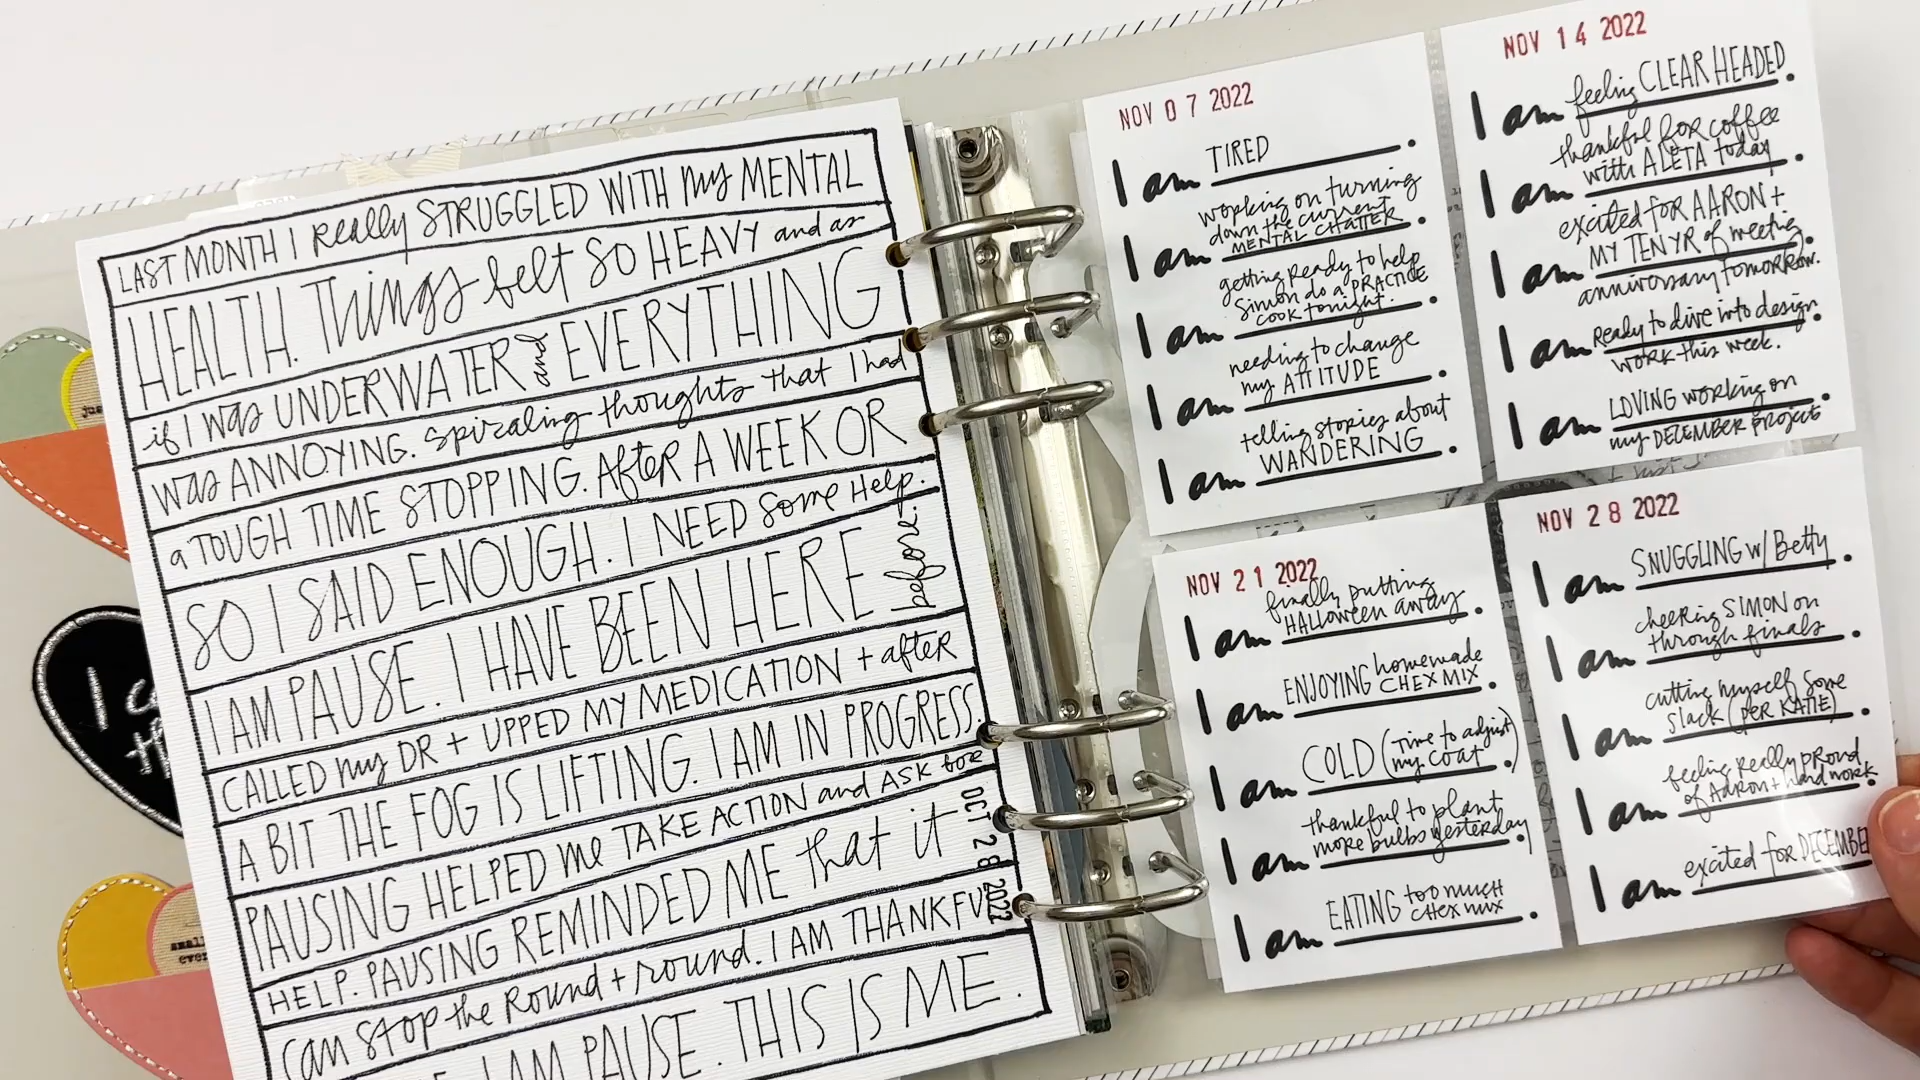 LAST MONTH I REALLY STRUGGLED WITH MY MENTAL
HEALTH. THINGS felt SO HEAVY and as
if I was UNDERWATER and EVERYTHING
was ANNOYING. Spiraling thoughts that I had
a TOUGH TIME STOPPING. AFTER A WEEK OR
SO I SAID ENOUGH. I NEED Some Help.
I AM PAUSE. I HAVE BEEN HERE before.
CALLED my DR + UPPED MY MEDICATION + after
A BIT THE FOG IS LIFTING. I AM IN PROGRESS.
PAUSING HELPED me TAKE ACTION and ASK for
HELP. PAUSING REMINDED ME that it
can STOP the Round + round. I AM THANKFUL
I AM PAUSE. THIS IS ME.
OCT 28 2022
I
NOV 07 2022
I am TIRED.
I am working on turning
down the current
MENTAL CHATTER.
I am getting Ready to help
Simon do a PRACTICE
COOK tonight.
I am needing to change
my ATTITUDE.
I am telling stories about
WANDERING.
NOV 14 2022
I am feeling CLEAR HEADED.
I am thankful for coffee
with ALETA today.
I am excited for AARON +
MY TEN YR of meeting
anniversary tomorrow.
I am Ready to dive into design
work this week.
I am LOVING working on
my DECEMBER PROJECTS.
NOV 21 2022
I am finally putting
HALLOWEEN away.
I am ENJOYING homemade
CHEX MIX.
I am COLD (Time to adjust
my coat).
I am thankful to plant
more bulbs yesterday.
I am EATING too much
CHEX MIX.
NOV 28 2022
I am SNUGGLING w/ Betty.
I am cheering SIMON on
through finals.
I am cutting myself some
slack (PER KATIE).
I am feeling Really PROUD
of AARON + hard work.
I am excited for DECEMBE